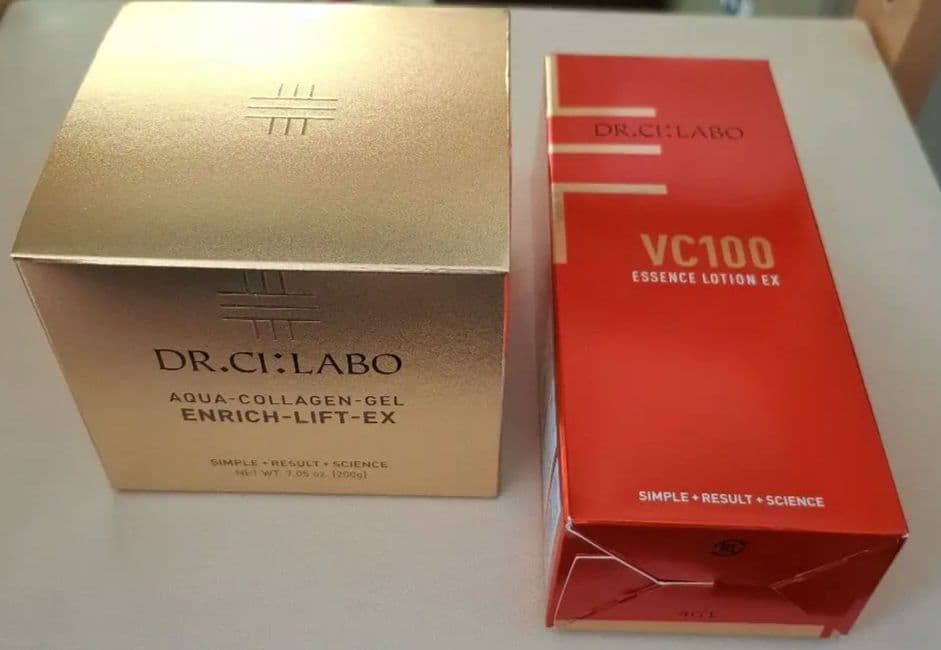 DR.CI:LABO
AQUA-COLLAGEN-GEL
ENRICH-LIFT-EX
SIMPLE + RESULT + SCIENCE
NET WT. 7.05 oz. (200g)
DR.CI:LABO
VC100
ESSENCE LOTION EX
SIMPLE + RESULT + SCIENCE